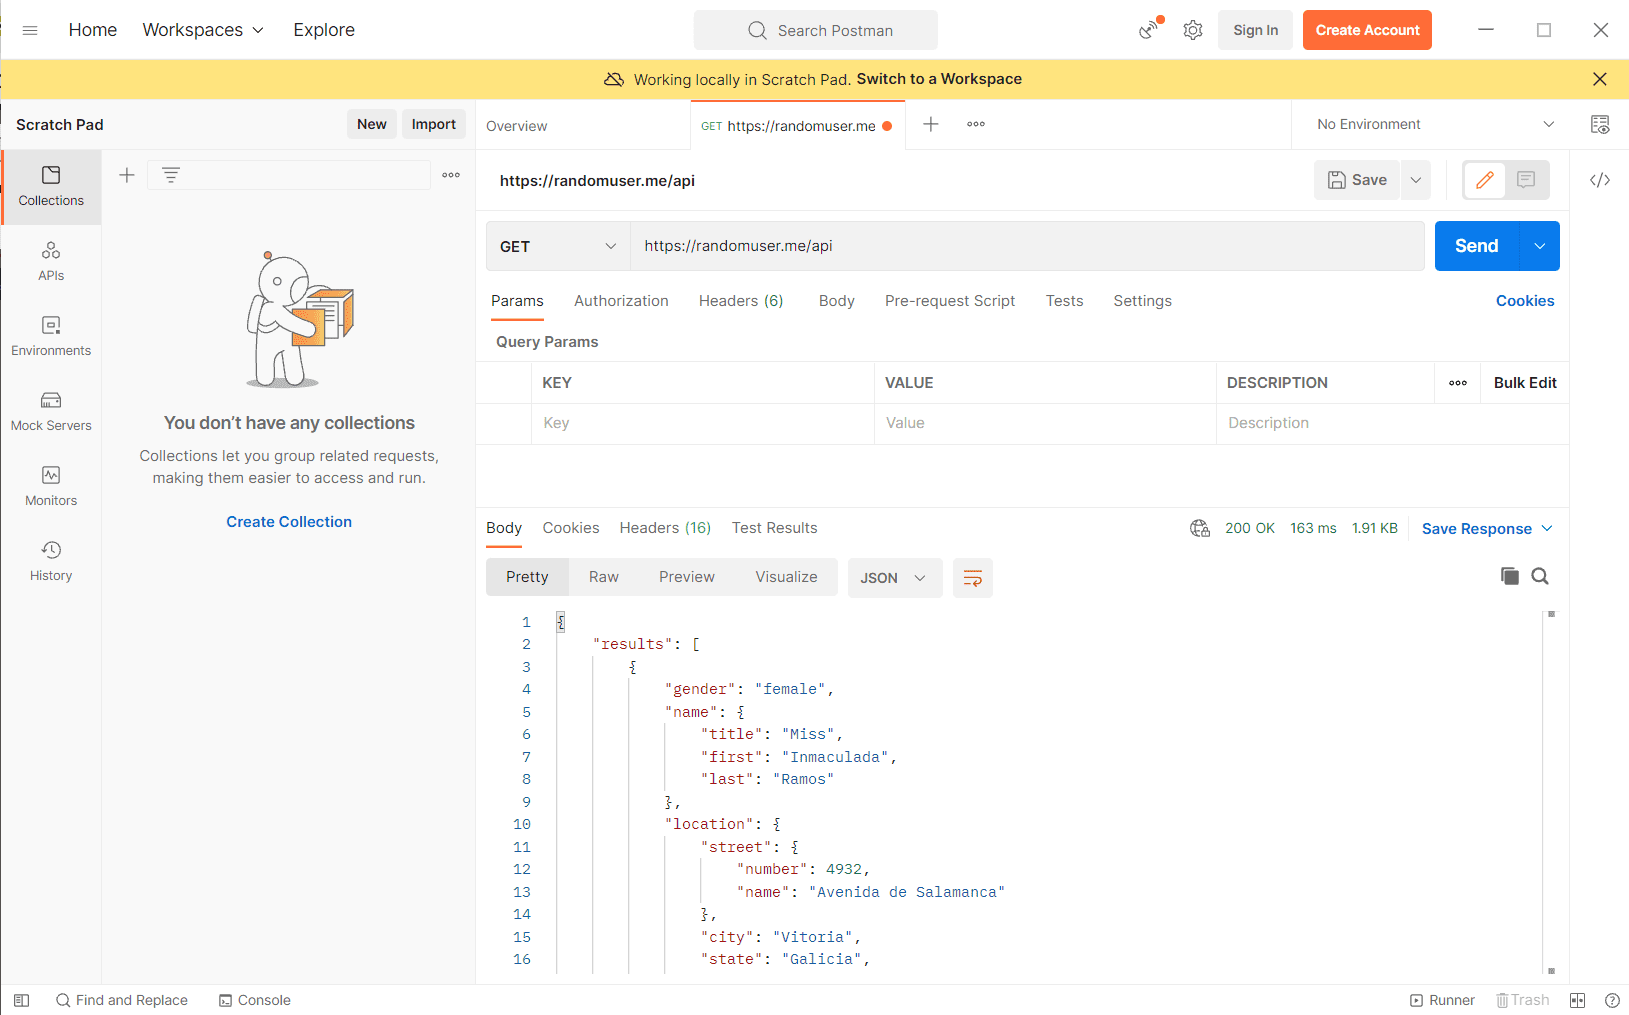 Home Workspaces Explore Search Postman Sign In Create Account
Working locally in Scratch Pad. Switch to a Workspace
Scratch Pad New Import Overview GET https://randomuser.me No Environment
Collections
https://randomuser.me/api Save
APIs
GET https://randomuser.me/api Send
Params Authorization Headers (6) Body Pre-request Script Tests Settings Cookies
Environments
Query Params
KEY VALUE DESCRIPTION Bulk Edit
Key Value Description
Mock Servers
You don’t have any collections
Collections let you group related requests,
making them easier to access and run.
Create Collection
Monitors
History
Body Cookies Headers (16) Test Results 200 OK 163 ms 1.91 KB Save Response
Pretty Raw Preview Visualize JSON
1 {
2 "results": [
3 {
4 "gender": "female",
5 "name": {
6 "title": "Miss",
7 "first": "Inmaculada",
8 "last": "Ramos"
9 },
10 "location": {
11 "street": {
12 "number": 4932,
13 "name": "Avenida de Salamanca"
14 },
15 "city": "Vitoria",
16 "state": "Galicia",
Find and Replace Console Runner Trash